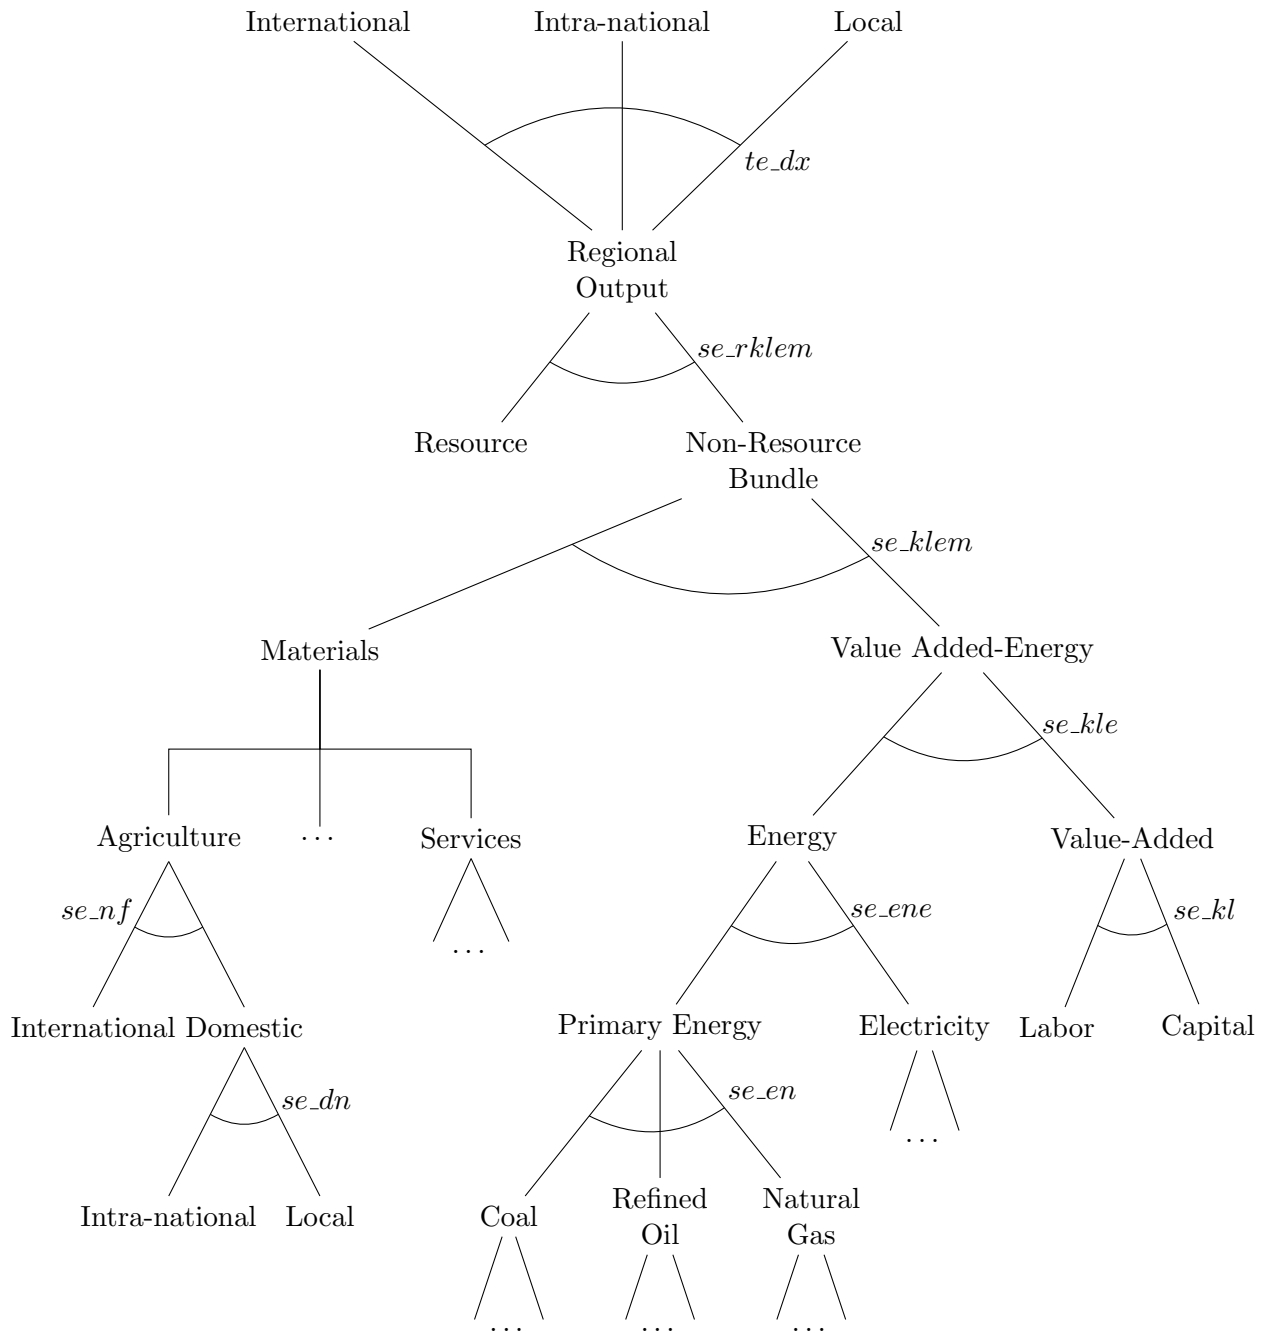 International Intra-national Local
te_dx
Regional
Output
se_rklem
Resource Non-Resource
Bundle
se_klem
Materials Value Added-Energy
se_kle
Agriculture ... Services Energy Value-Added
se_nf se_ene se_kl
...
International Domestic Primary Energy Electricity Labor Capital
se_dn se_en
...
Intra-national Local Coal Refined
Oil Natural
Gas
... ... ...